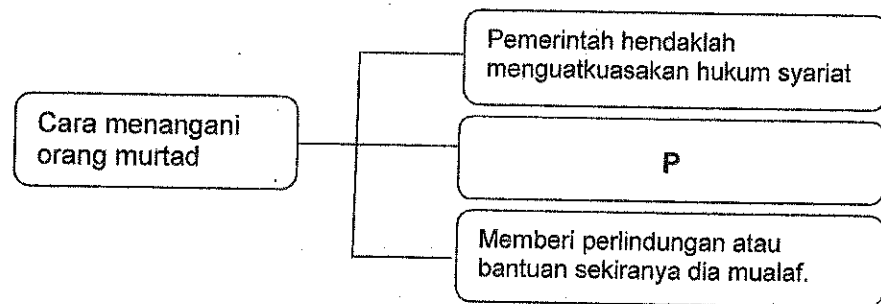 Pemerintah hendaklah
menguatkuasakan hukum syariat
Cara menangani
orang murtad
P
Memberi perlindungan atau
bantuan sekiranya dia mualaf.